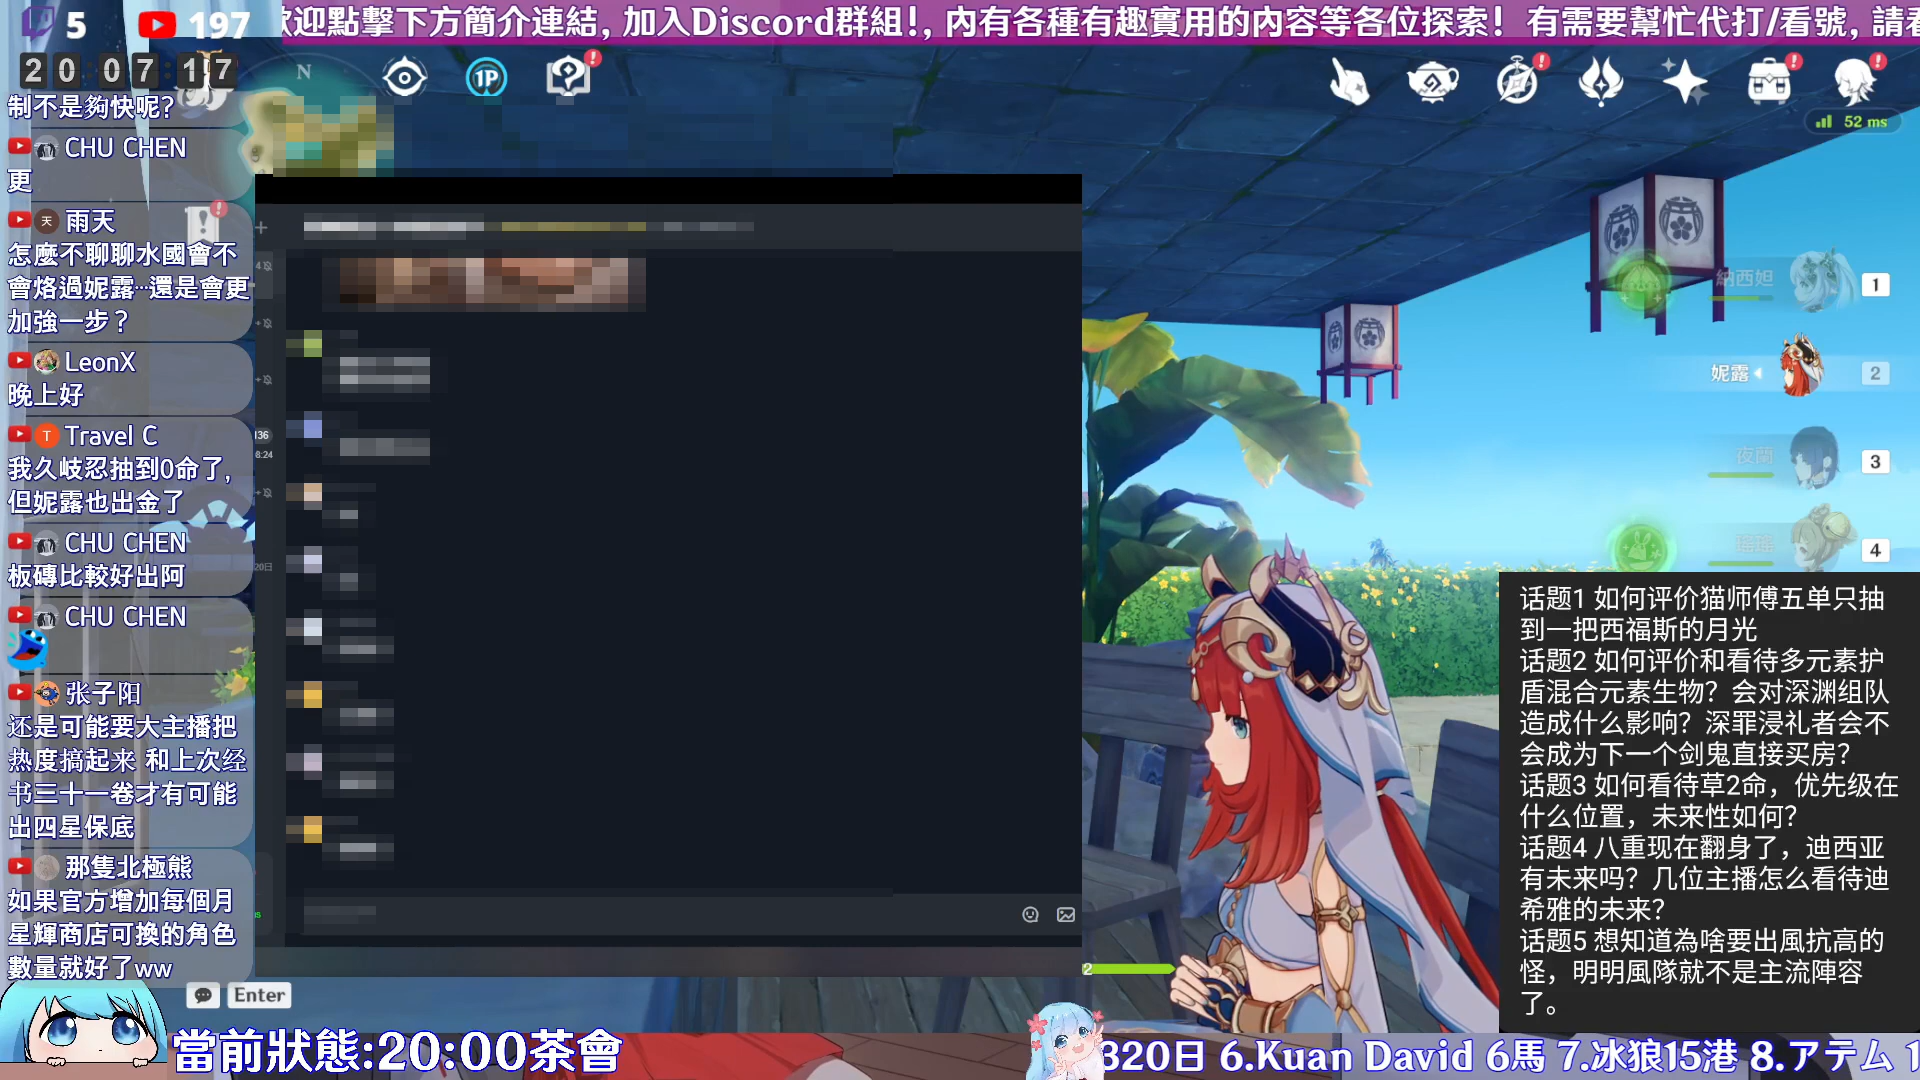 5
197
歡迎點擊下方簡介連結, 加入Discord群組!, 內有各種有趣實用的內容等各位探索! 有需要幫忙代打/看號, 請看
20:07:17
N
1P
52 ms
制不是夠快呢?
CHU CHEN
更
天 雨天
怎麼不聊聊水國會不
會烙過妮露…還是會更
加強一步？
LeonX
晚上好
T Travel C
我久岐忍抽到0命了,
但妮露也出金了
CHU CHEN
板磚比較好出阿
CHU CHEN
张子阳
还是可能要大主播把
热度搞起来 和上次经
书三十一卷才有可能
出四星保底
那隻北極熊
如果官方增加每個月
星輝商店可換的角色
數量就好了ww
納西妲 1
妮露 2
夜蘭 3
瑤瑤 4
话题1 如何评价猫师傅五单只抽
到一把西福斯的月光
话题2 如何评价和看待多元素护
盾混合元素生物？会对深渊组队
造成什么影响？深罪浸礼者会不
会成为下一个剑鬼直接买房？
话题3 如何看待草2命，优先级在
什么位置，未来性如何？
话题4 八重现在翻身了，迪西亚
有未来吗？几位主播怎么看待迪
希雅的未来？
话题5 想知道為啥要出風抗高的
怪，明明風隊就不是主流陣容
了。
Enter
當前狀態:20:00茶會
320日 6.Kuan David 6馬 7.冰狼15港 8.アテム 1